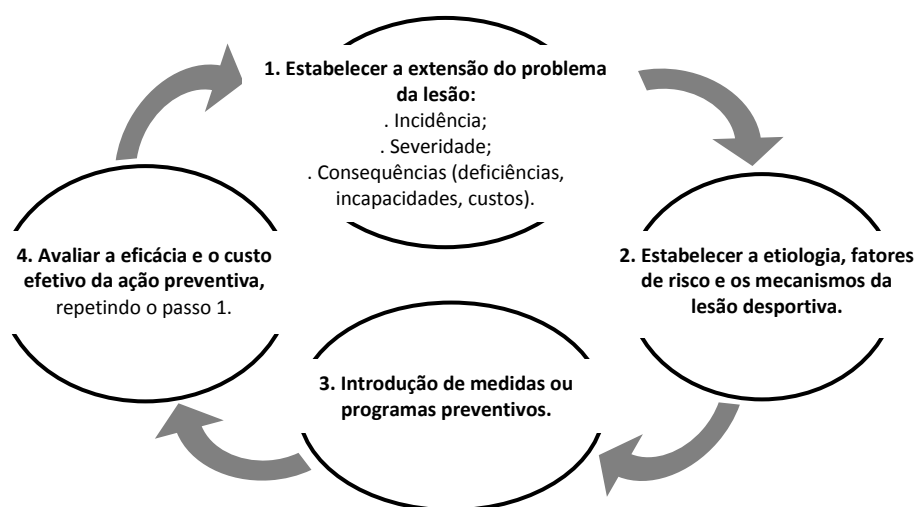 1. Estabelecer a extensão do problema
da lesão:
. Incidência;
. Severidade;
. Consequências (deficiências,
incapacidades, custos).
2. Estabelecer a etiologia, fatores
de risco e os mecanismos da
lesão desportiva.
3. Introdução de medidas ou
programas preventivos.
4. Avaliar a eficácia e o custo
efetivo da ação preventiva,
repetindo o passo 1.